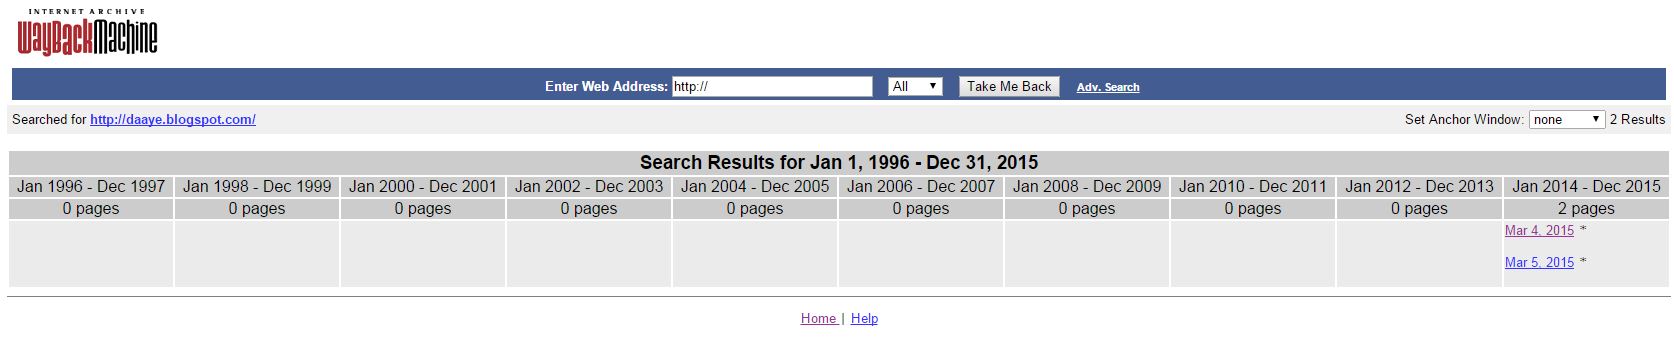 INTERNET ARCHIVE
WayBackMachine
Enter Web Address: http:// All Take Me Back Adv. Search
Searched for http://daaye.blogspot.com/ Set Anchor Window: none 2 Results
Search Results for Jan 1, 1996 - Dec 31, 2015
Jan 1996 - Dec 1997 Jan 1998 - Dec 1999 Jan 2000 - Dec 2001 Jan 2002 - Dec 2003 Jan 2004 - Dec 2005 Jan 2006 - Dec 2007 Jan 2008 - Dec 2009 Jan 2010 - Dec 2011 Jan 2012 - Dec 2013 Jan 2014 - Dec 2015
0 pages 0 pages 0 pages 0 pages 0 pages 0 pages 0 pages 0 pages 0 pages 2 pages
Mar 4, 2015 *
Mar 5, 2015 *
Home | Help